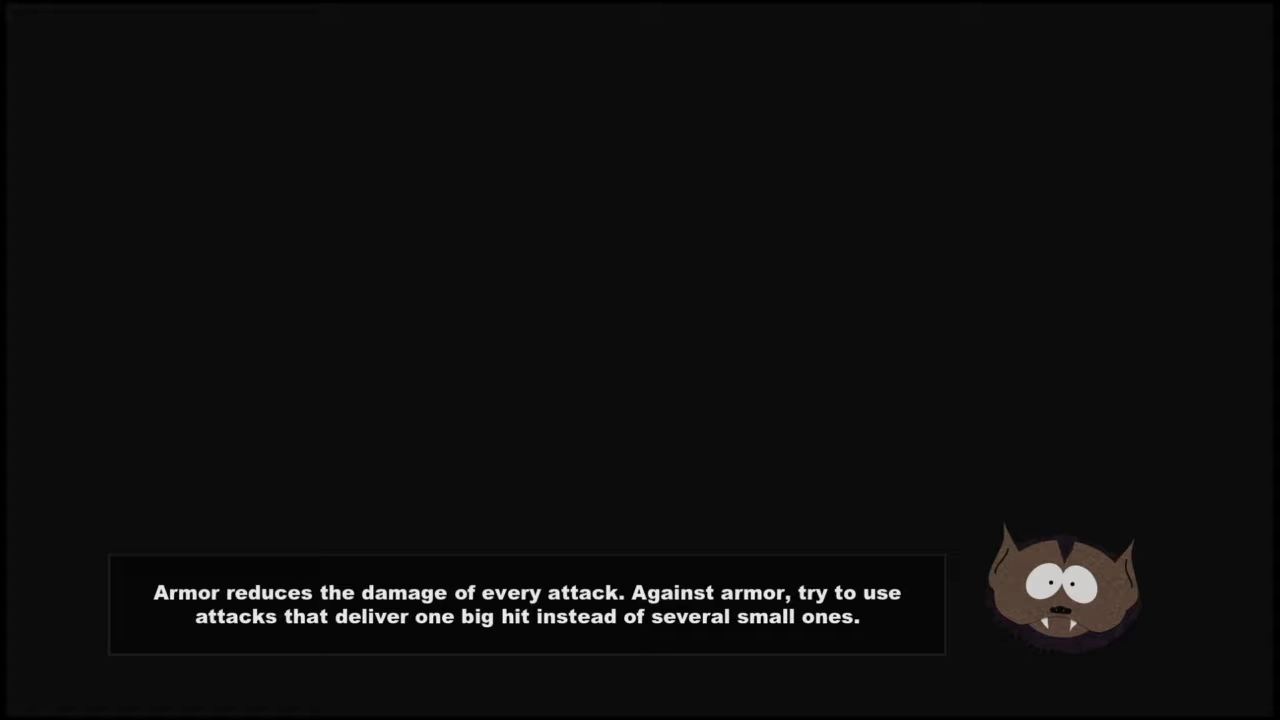 Armor reduces the damage of every attack. Against armor, try to use
attacks that deliver one big hit instead of several small ones.